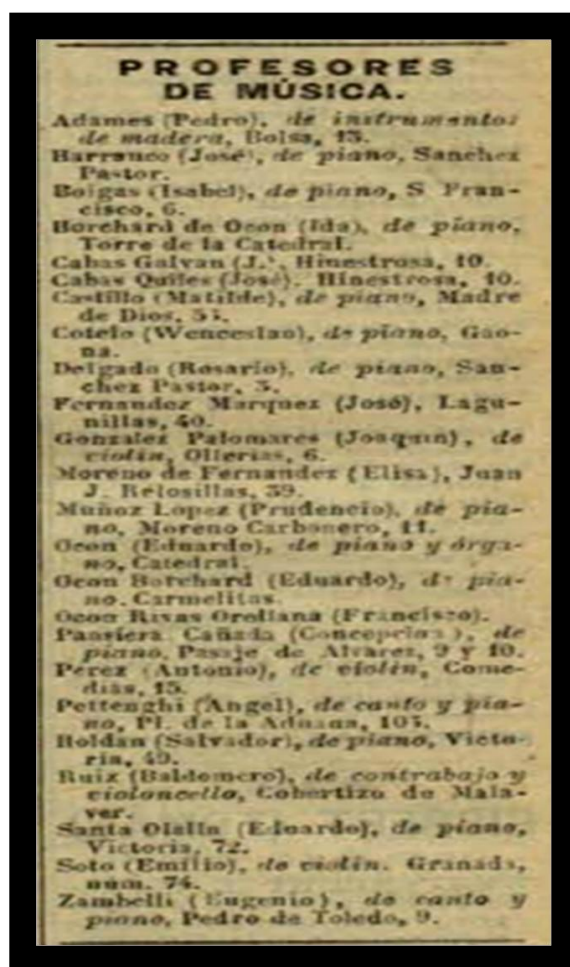 PROFESORES
DE MÚSICA.
Adames (Pedro), de instrumentos
de madera, Bolsa, 13.
Barranco (José), de piano, Sanchez
Pastor.
Boigas (Isabel), de piano, S Fran-
cisco, 6.
Borchard de Ocon (Ida), de piano,
Torre de la Catedral.
Cabas Galvan (J.), Hinestrosa, 10.
Cabas Quiles (José). Hinestrosa, 10.
Castillo (Matilde), de piano, Madre
de Dios,
Cotelo (Wenceslao), de piano, Gao-
na.
Delgado (Rosario), de piano, San-
chez Pastor,
Fernandez Marquez (José), Lagu-
nillas, 40.
Gonzalez Palomares (Joaquin), de
violin, Ollerias, 6.
Moreno de Fernandez (Elisa), Juan
J. Relosillas, 39.
Muñoz Lopez (Prudencio), de pia-
no, Moreno Carbonero, 11.
Ocon (Eduardo), de piano y órga-
no, Catedral.
Ocon Borchard (Eduardo), de pia-
no, Carmelitas.
Ocon Rivas Orellana (Francisco).
Pansiera Cañada (Concepcion), de
piano, Pasaje de Alvarez, 9 y 10.
Perez (Antonio), de violin, Come-
dias, 15.
Pettenghi (Angel), de canto y pia-
no, Pl. de la Aduana,
Roldan (Salvador), de piano, Victo-
ria, 49.
Ruiz (Baldomero), de contrabajo y
violoncello, Cobertizo de Mala-
ver.
Santa Olalla (Eduardo), de piano,
Victoria, 72.
Soto (Emilio), de violin. Granada,
núm. 74.
Zambelli (Eugenio), de canto y
piano, Pedro de Toledo, 9.